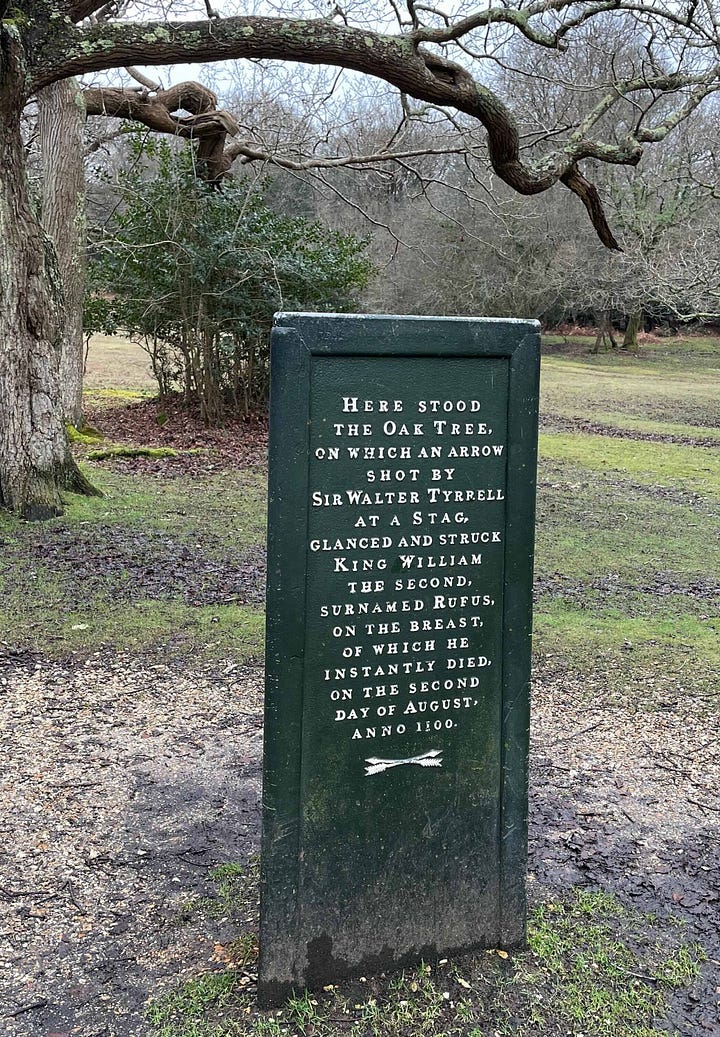 HERE STOOD
THE OAK TREE,
ON WHICH AN ARROW
SHOT BY
SIR WALTER TYRRELL
AT A STAG,
GLANCED AND STRUCK
KING WILLIAM
THE SECOND,
SURNAMED RUFUS,
ON THE BREAST,
OF WHICH HE
INSTANTLY DIED,
ON THE SECOND
DAY OF AUGUST,
ANNO 1100.